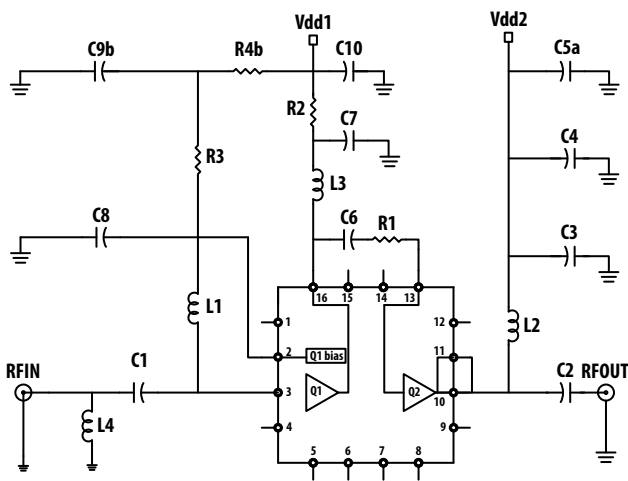 Vdd1
Vdd2
C9b
R4b
C10
C5a
R2
C7
R3
C4
L3
C8
C6
R1
C3
L1
16
15
14
13
1
12
L2
2
Q1 bias
11
RFIN
C1
C2
RFOUT
3
Q1
Q2
10
L4
4
9
5
6
7
8